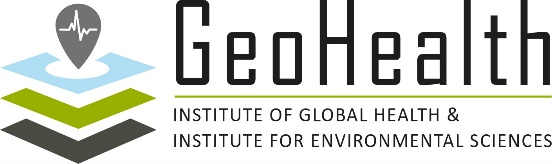 GeoHealth
INSTITUTE OF GLOBAL HEALTH &
INSTITUTE FOR ENVIRONMENTAL SCIENCES